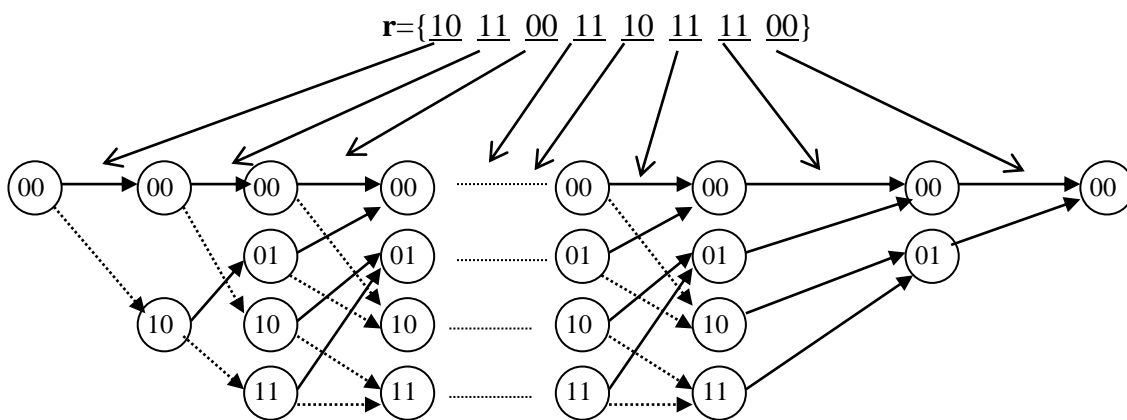 r={10 11 00 11 10 11 11 00}
00 00 00 00 00 00 00 00
01 01 01 01 01
10 10 10 10 10
11 11 11 11